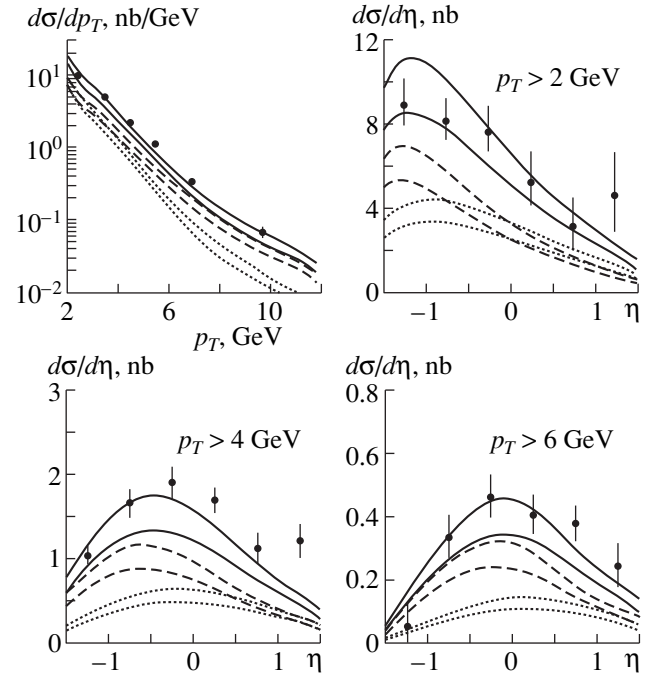 dσ/dp_T, nb/GeV
10^1
10^0
10^−1
10^−2
2 6 10
p_T, GeV
dσ/dη, nb
12
p_T > 2 GeV
8
4
0
−1 0 1 η
dσ/dη, nb
3
p_T > 4 GeV
2
1
0
−1 0 1 η
dσ/dη, nb
0.8
p_T > 6 GeV
0.6
0.4
0.2
0
−1 0 1 η